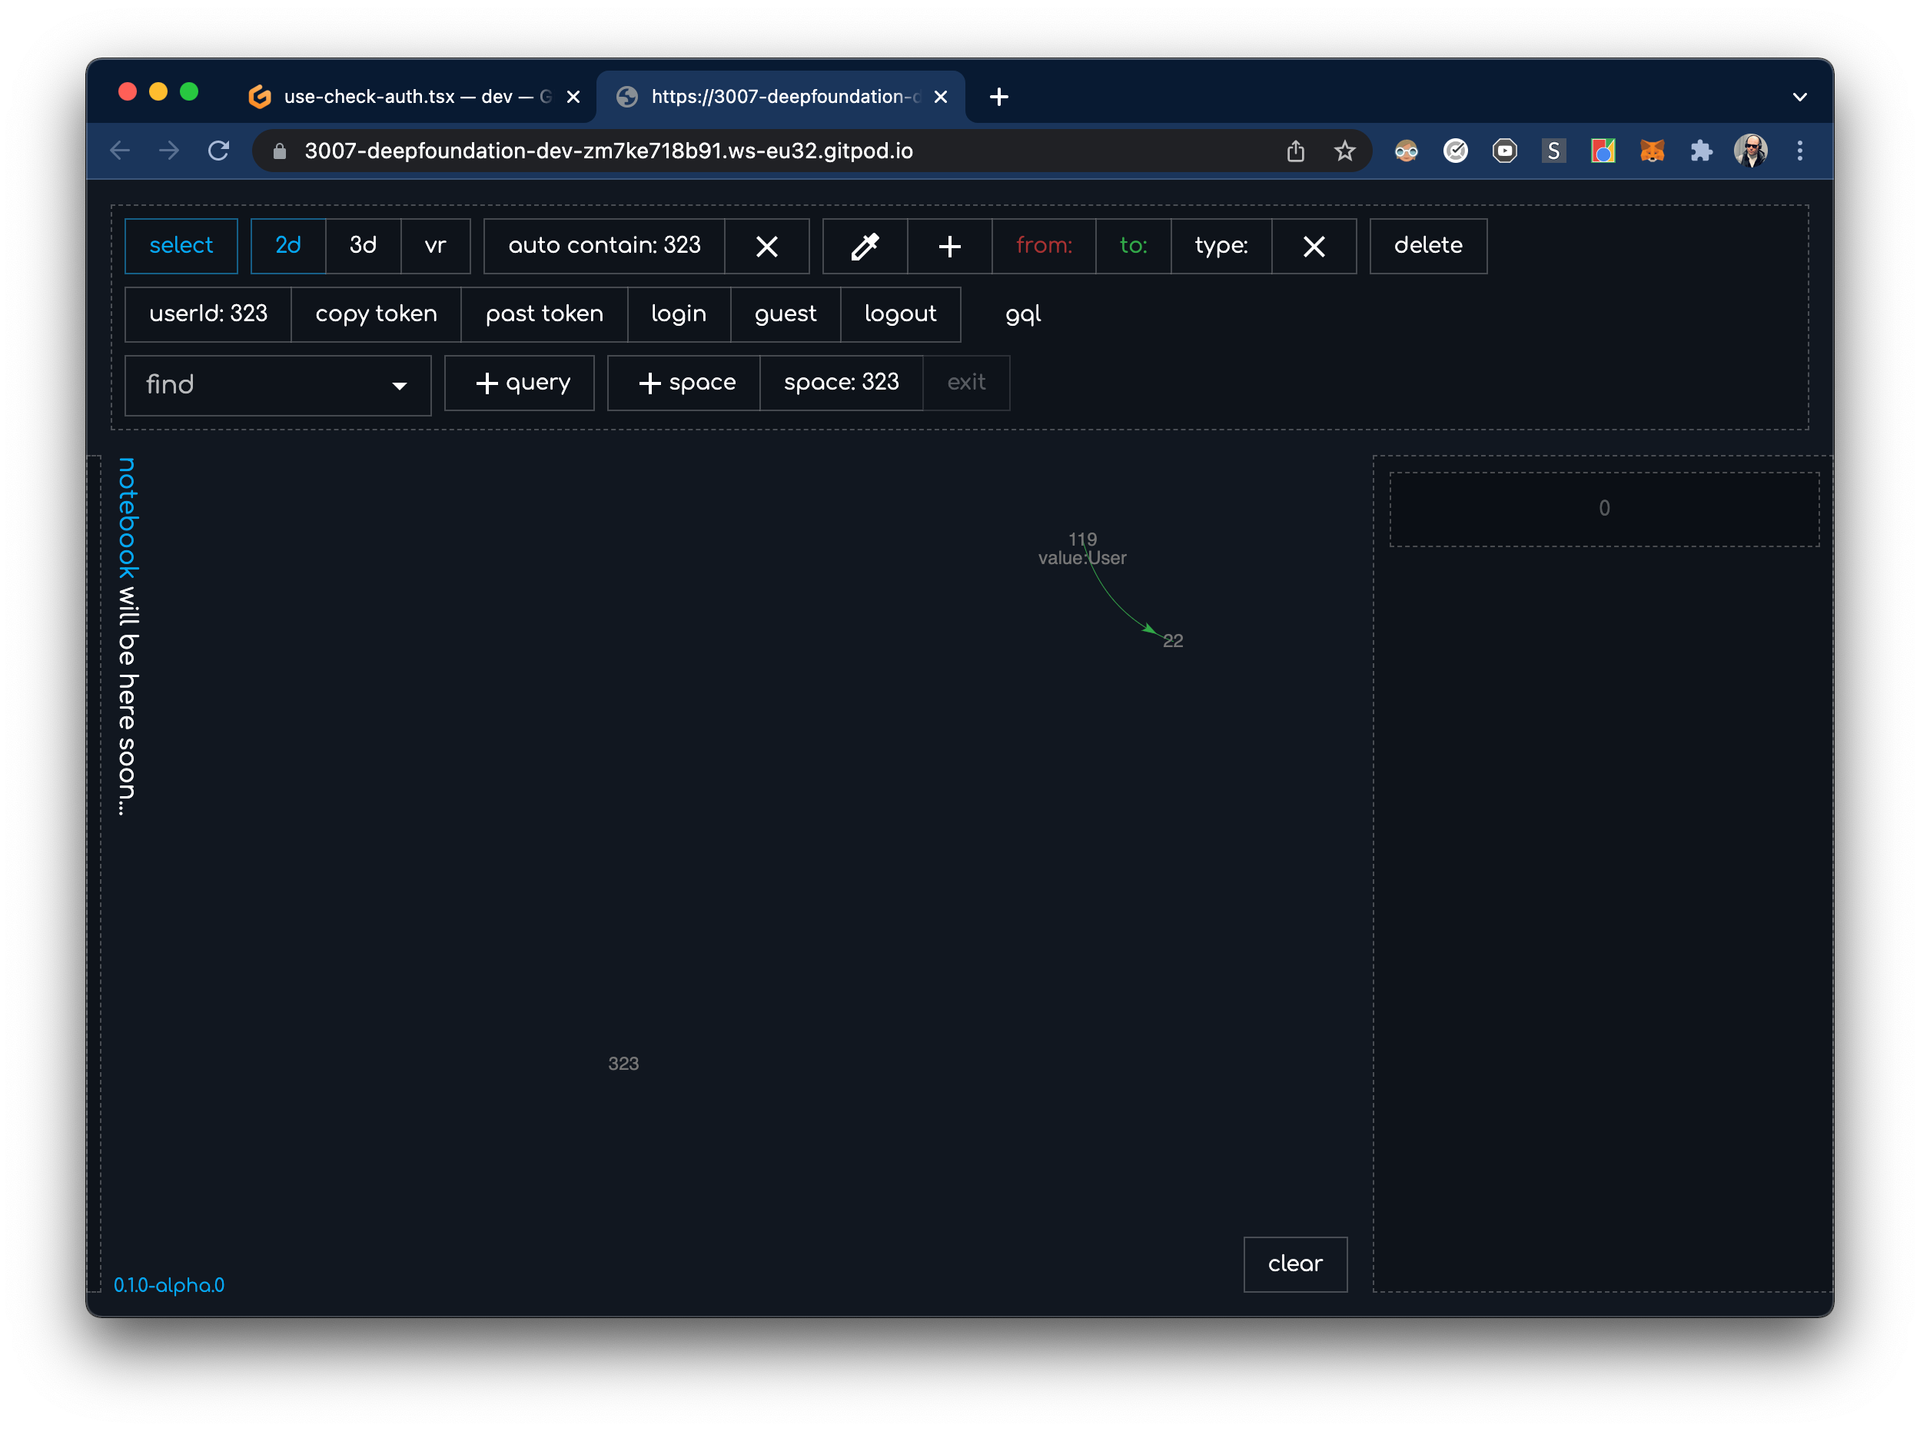 use-check-auth.tsx — dev — G
https://3007-deepfoundation-d
3007-deepfoundation-dev-zm7ke718b91.ws-eu32.gitpod.io
S
select 2d 3d vr auto contain: 323 from: to: type: delete
userId: 323 copy token past token login guest logout gql
find + query + space space: 323 exit
notebook will be here soon...
0
119
value:User
22
323
clear
0.1.0-alpha.0